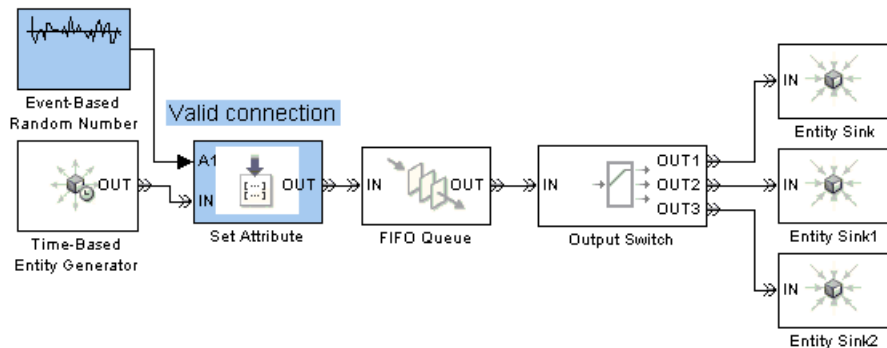 Event-Based
Random Number
Valid connection
A1
IN
OUT
Set Attribute
OUT
Time-Based
Entity Generator
IN
OUT
FIFO Queue
IN
OUT1
OUT2
OUT3
Output Switch
IN
Entity Sink
IN
Entity Sink1
IN
Entity Sink2